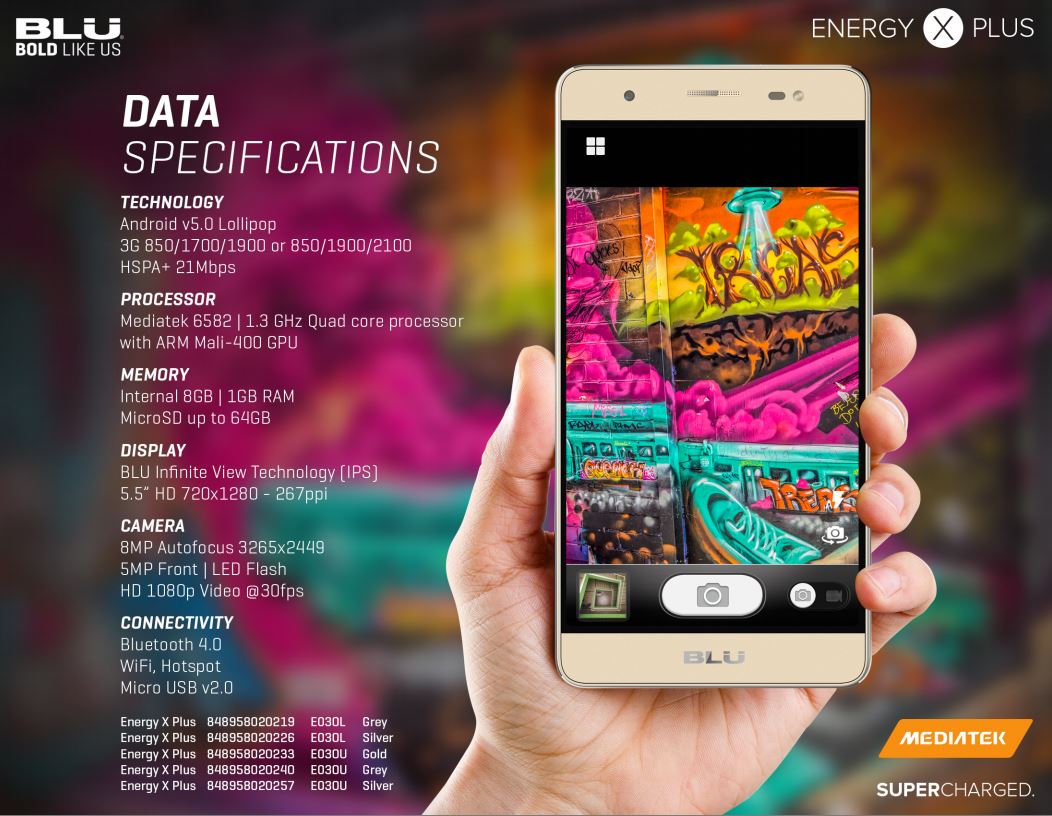 BLU
BOLD LIKE US
ENERGY X PLUS
DATA
SPECIFICATIONS
TECHNOLOGY
Android v5.0 Lollipop
3G 850/1700/1900 or 850/1900/2100
HSPA+ 21Mbps
PROCESSOR
Mediatek 6582 | 1.3 GHz Quad core processor
with ARM Mali-400 GPU
MEMORY
Internal 8GB | 1GB RAM
MicroSD up to 64GB
DISPLAY
BLU Infinite View Technology (IPS)
5.5” HD 720x1280 - 267ppi
CAMERA
8MP Autofocus 3265x2449
5MP Front | LED Flash
HD 1080p Video @30fps
CONNECTIVITY
Bluetooth 4.0
WiFi, Hotspot
Micro USB v2.0
Energy X Plus 848958020219 E030L Grey
Energy X Plus 848958020226 E030L Silver
Energy X Plus 848958020233 E030U Gold
Energy X Plus 848958020240 E030U Grey
Energy X Plus 848958020257 E030U Silver
BLU
MEDIATEK
SUPERCHARGED.